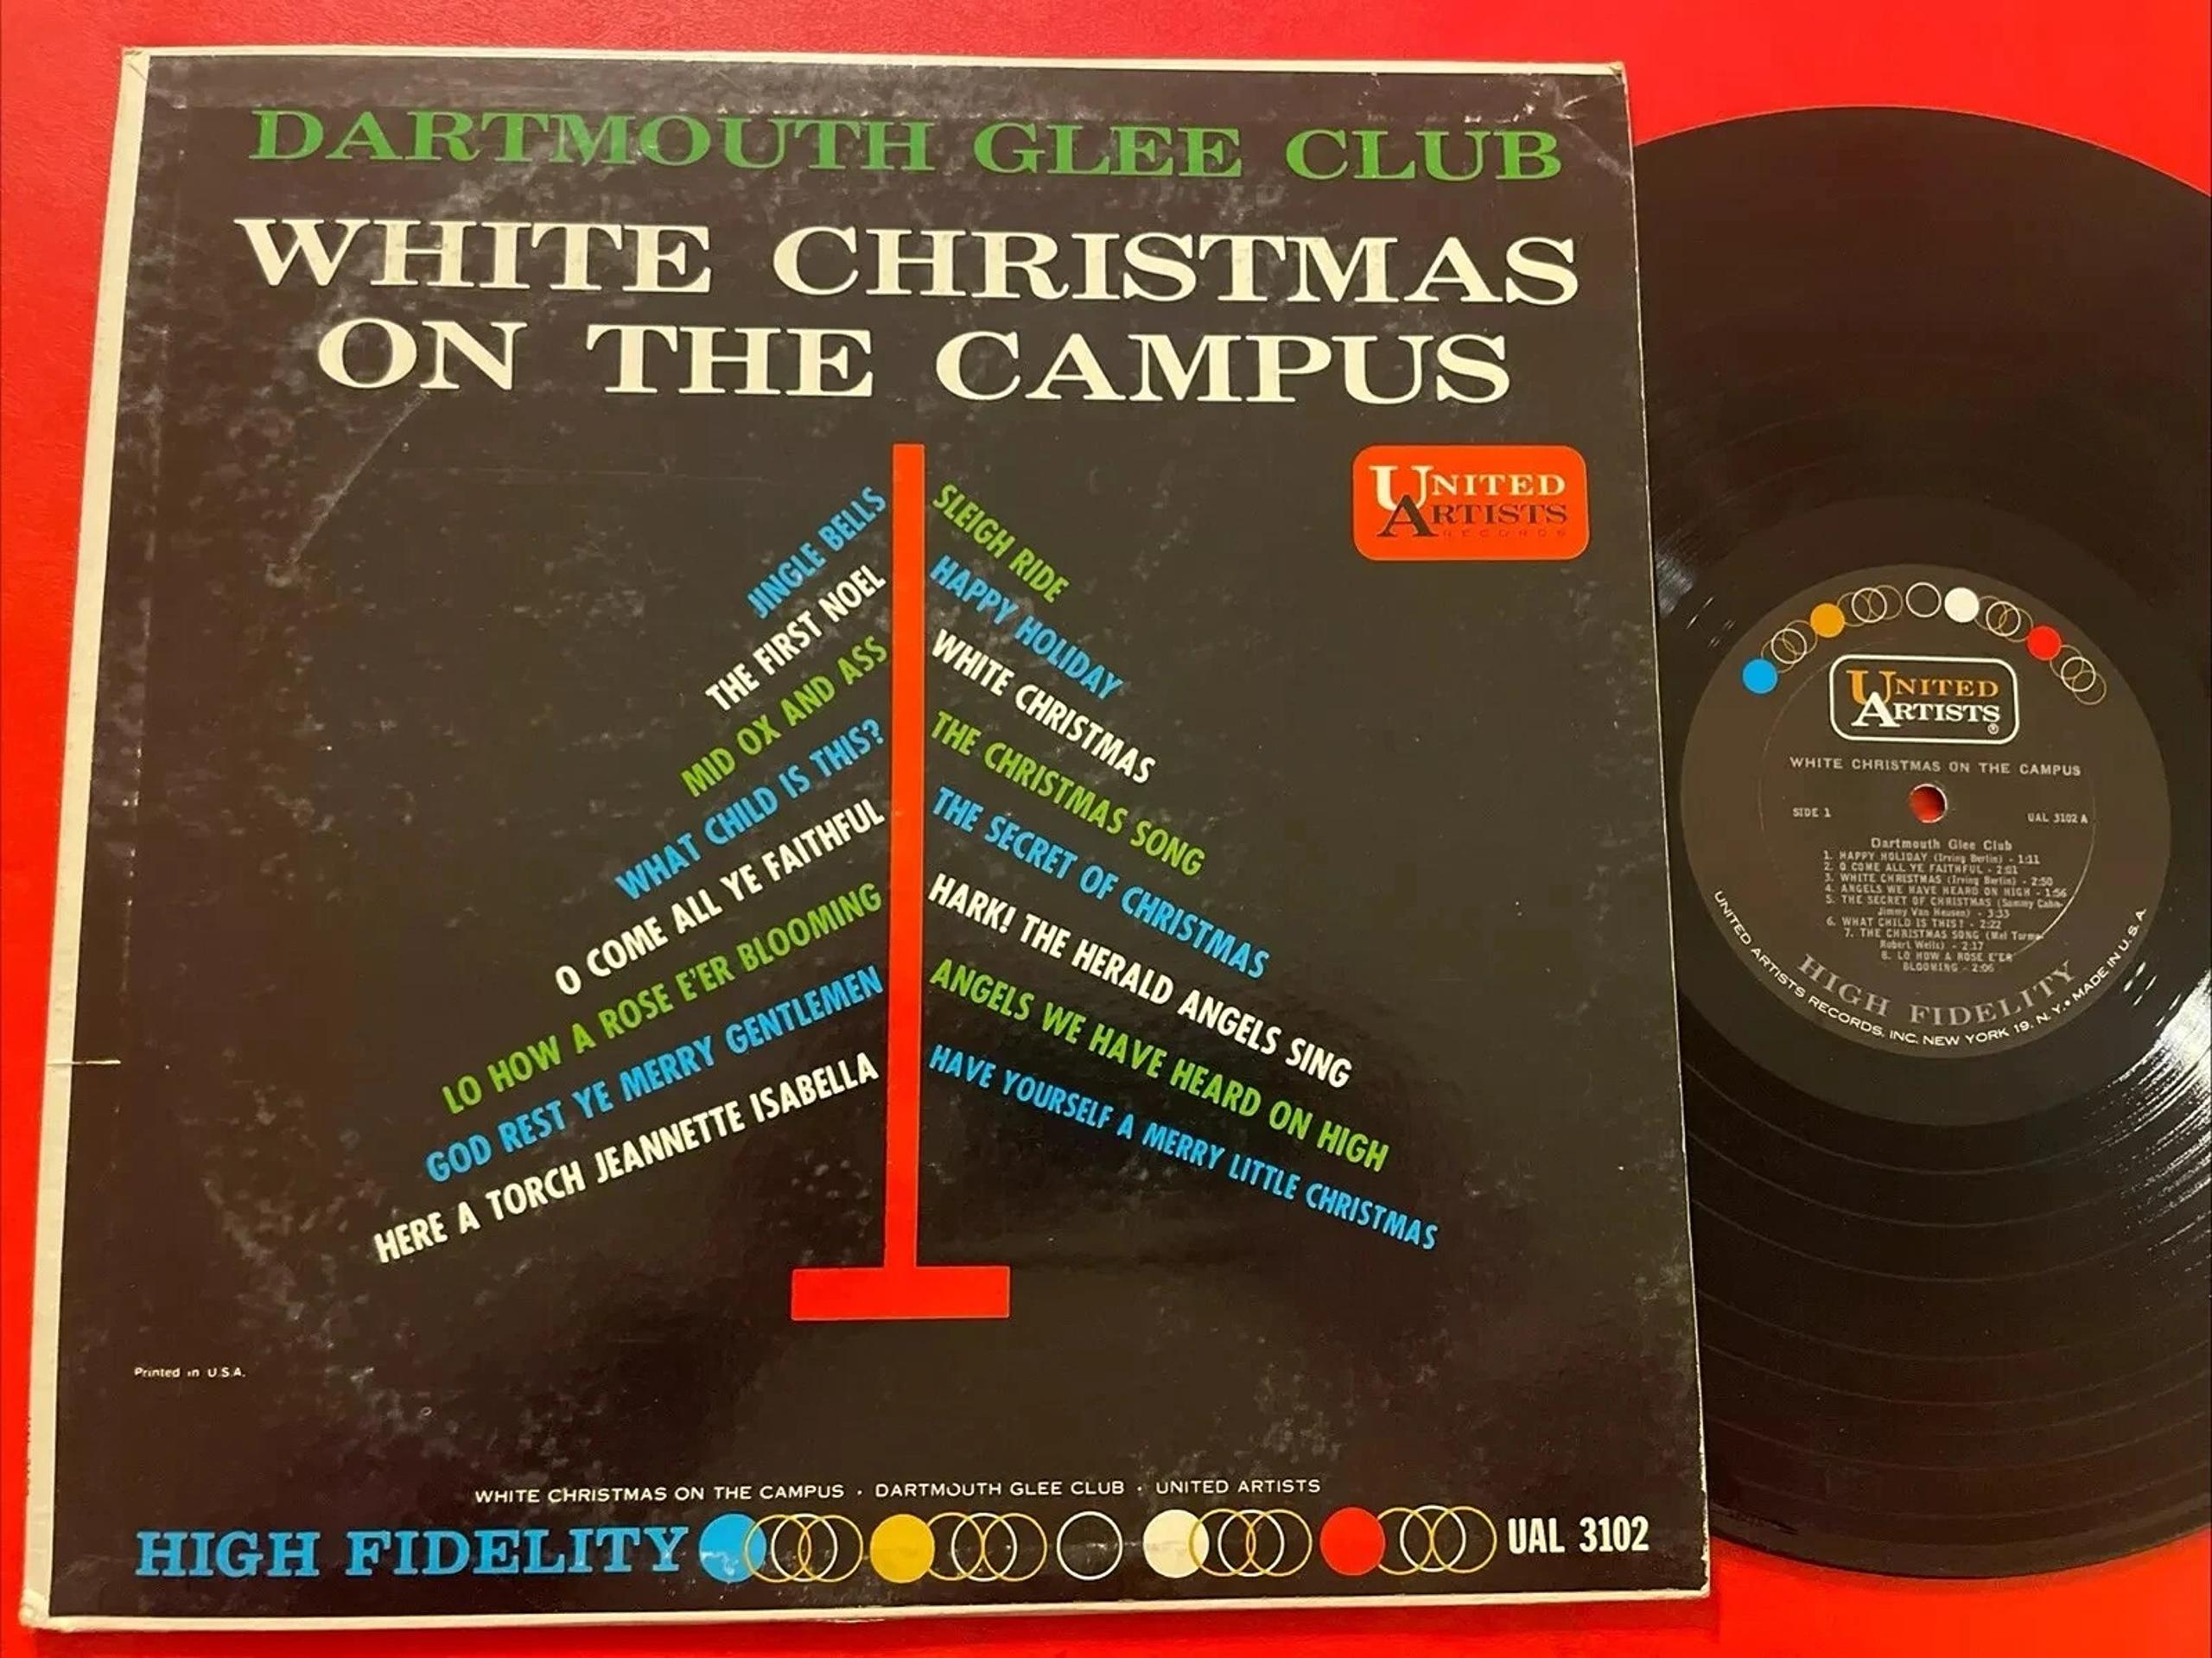 DARTMOUTH GLEE CLUB
WHITE CHRISTMAS
ON THE CAMPUS
UNITED
ARTISTS
RECORDS
JINGLE BELLS
THE FIRST NOEL
MID OX AND ASS
WHAT CHILD IS THIS?
O COME ALL YE FAITHFUL
LO HOW A ROSE E'ER BLOOMING
GOD REST YE MERRY GENTLEMEN
HERE A TORCH JEANNETTE ISABELLA
SLEIGH RIDE
HAPPY HOLIDAY
WHITE CHRISTMAS
THE CHRISTMAS SONG
THE SECRET OF CHRISTMAS
HARK! THE HERALD ANGELS SING
ANGELS WE HAVE HEARD ON HIGH
HAVE YOURSELF A MERRY LITTLE CHRISTMAS
Printed in U.S.A.
WHITE CHRISTMAS ON THE CAMPUS · DARTMOUTH GLEE CLUB · UNITED ARTISTS
HIGH FIDELITY UAL 3102
UNITED
ARTISTS ®
WHITE CHRISTMAS ON THE CAMPUS
SIDE 1 UAL 3102 A
Dartmouth Glee Club
1. HAPPY HOLIDAY (Irving Berlin) - 1:11
2. O COME ALL YE FAITHFUL - 2:01
3. WHITE CHRISTMAS (Irving Berlin) - 2:50
4. ANGELS WE HAVE HEARD ON HIGH - 1:56
5. THE SECRET OF CHRISTMAS (Sammy Cahn-
Jimmy Van Heusen) - 3:33
6. WHAT CHILD IS THIS? - 2:22
7. THE CHRISTMAS SONG (Mel Torme-
Robert Wells) - 2:17
8. LO HOW A ROSE E'ER
BLOOMING - 2:06
HIGH FIDELITY
UNITED ARTISTS RECORDS, INC. NEW YORK 19, N. Y. • MADE IN U. S. A.